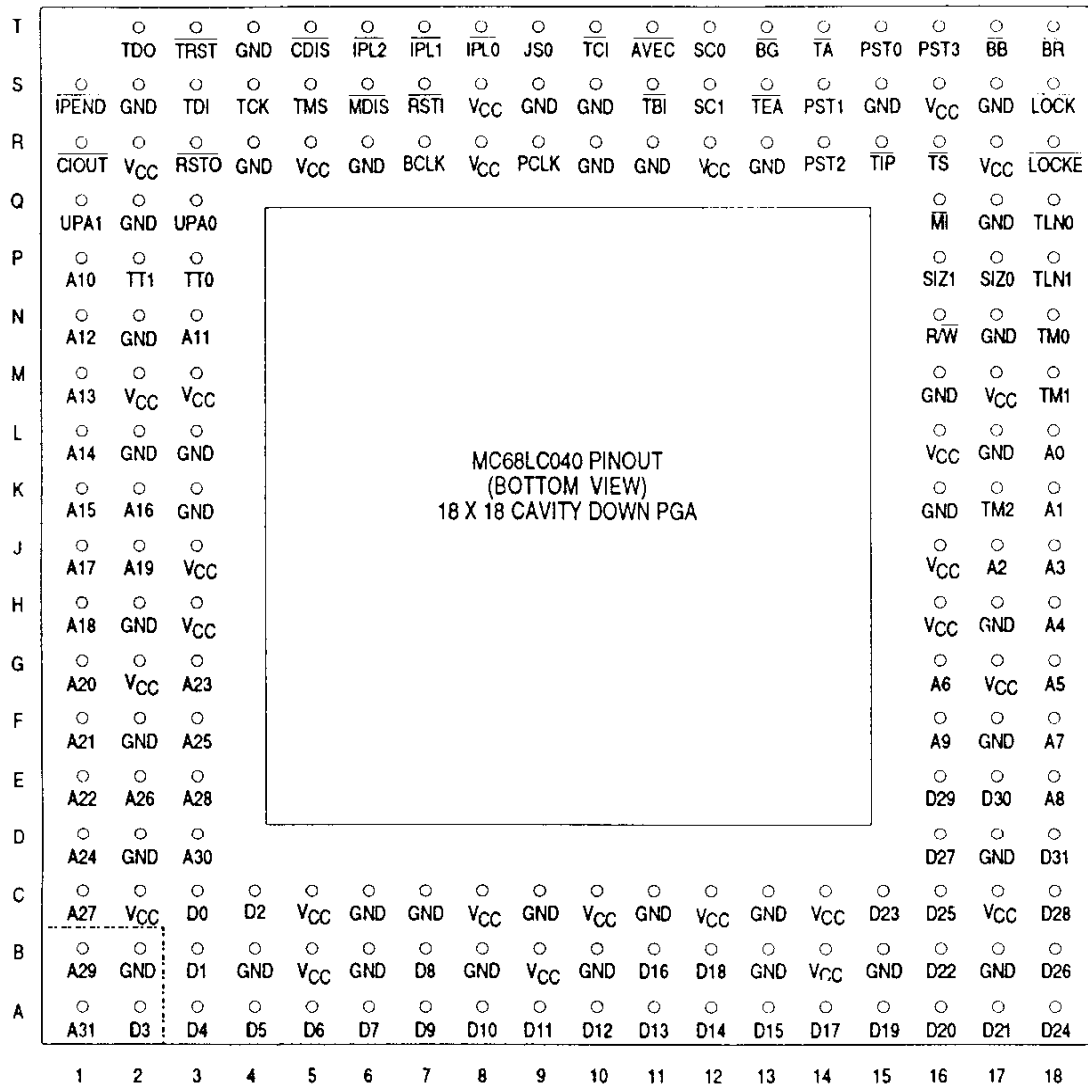 T
TDO TRST GND CDIS IPL2 IPL1 IPL0 JS0 TCI AVEC SC0 BG TA PST0 PST3 BB BR
S
IPEND GND TDI TCK TMS MDIS RSTI VCC GND GND TBI SC1 TEA PST1 GND VCC GND LOCK
R
CIOUT VCC RSTO GND VCC GND BCLK VCC PCLK GND GND VCC GND PST2 TIP TS VCC LOCKE
Q
UPA1 GND UPA0 MI GND TLN0
P
A10 TT1 TT0 SIZ1 SIZ0 TLN1
N
A12 GND A11 R/W GND TM0
M
A13 VCC VCC GND VCC TM1
L
A14 GND GND VCC GND A0
MC68LC040 PINOUT
(BOTTOM VIEW)
18 X 18 CAVITY DOWN PGA
K
A15 A16 GND GND TM2 A1
J
A17 A19 VCC VCC A2 A3
H
A18 GND VCC VCC GND A4
G
A20 VCC A23 A6 VCC A5
F
A21 GND A25 A9 GND A7
E
A22 A26 A28 D29 D30 A8
D
A24 GND A30 D27 GND D31
C
A27 VCC D0 D2 VCC GND GND VCC GND VCC GND VCC GND VCC D23 D25 VCC D28
B
A29 GND D1 GND VCC GND D8 GND VCC GND D16 D18 GND VCC GND D22 GND D26
A
A31 D3 D4 D5 D6 D7 D9 D10 D11 D12 D13 D14 D15 D17 D19 D20 D21 D24
1 2 3 4 5 6 7 8 9 10 11 12 13 14 15 16 17 18